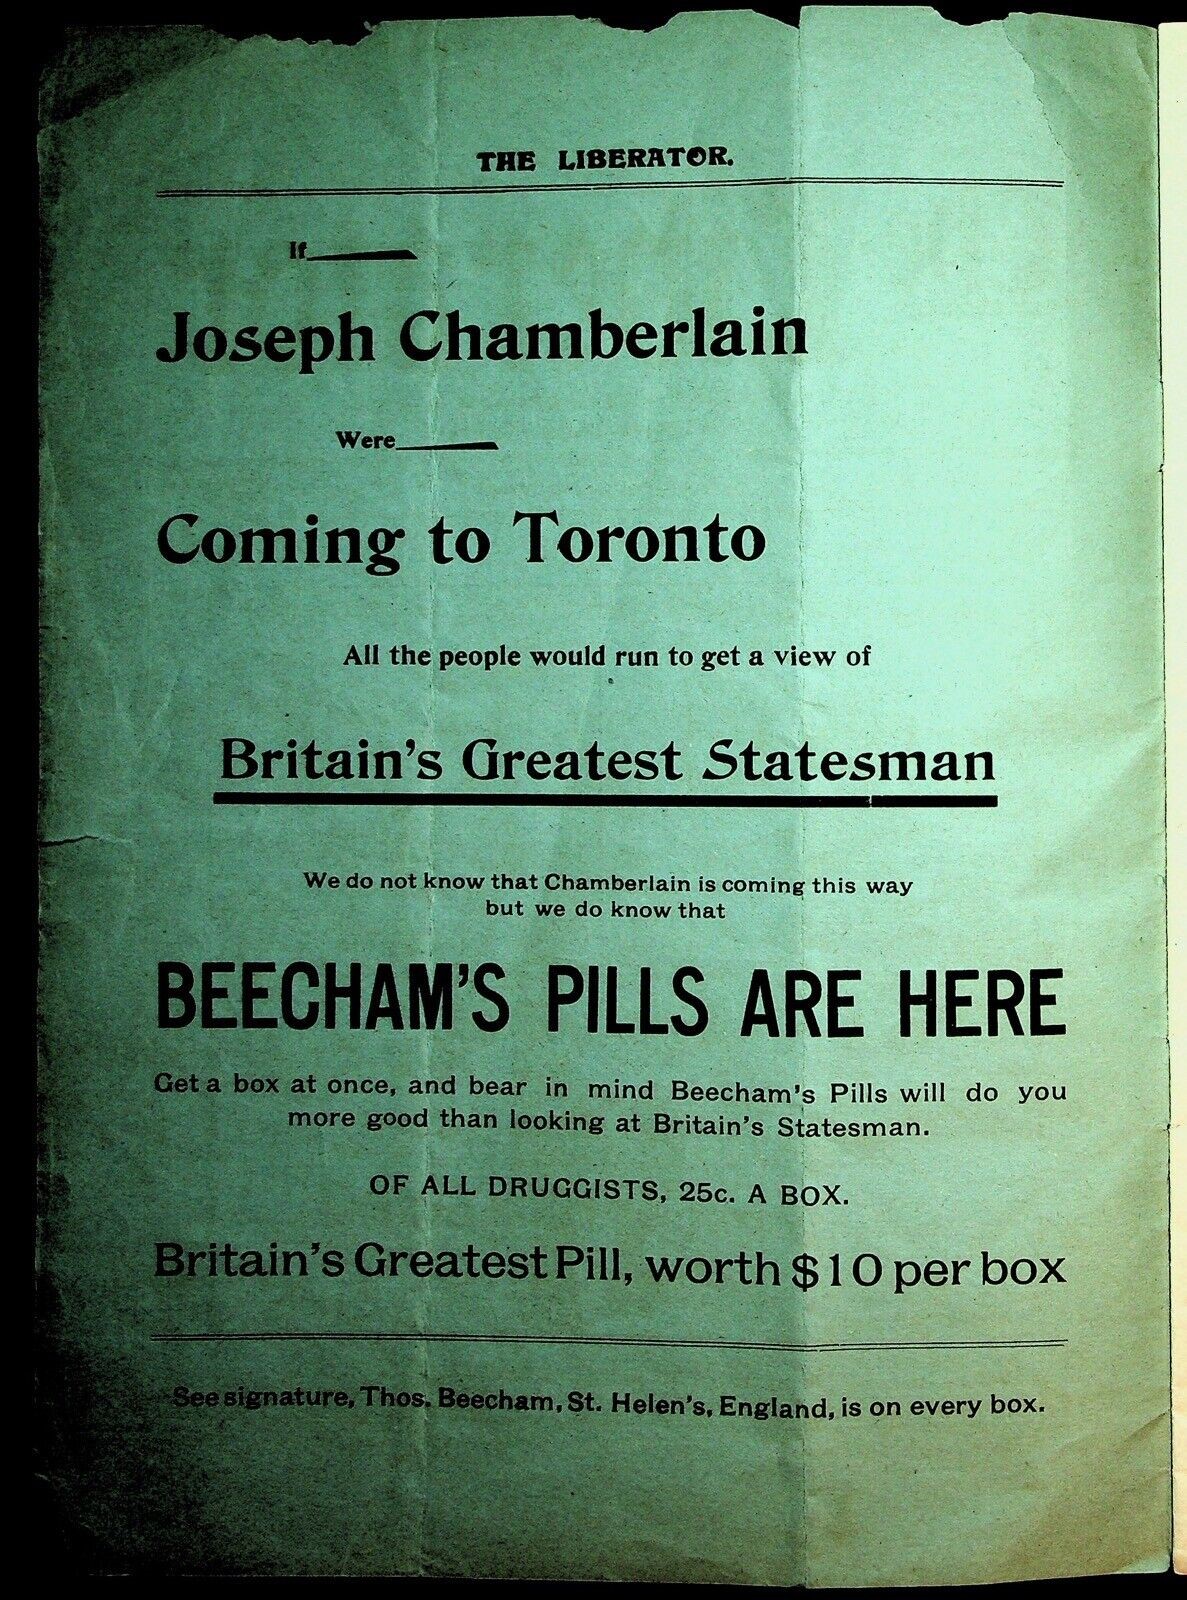 THE LIBERATOR.
If
Joseph Chamberlain
Were
Coming to Toronto
All the people would run to get a view of
Britain's Greatest Statesman
We do not know that Chamberlain is coming this way
but we do know that
BEECHAM'S PILLS ARE HERE
Get a box at once, and bear in mind Beecham's Pills will do you
more good than looking at Britain's Statesman.
OF ALL DRUGGISTS, 25c. A BOX.
Britain's Greatest Pill, worth $10 per box
See signature, Thos. Beecham, St. Helen's, England, is on every box.